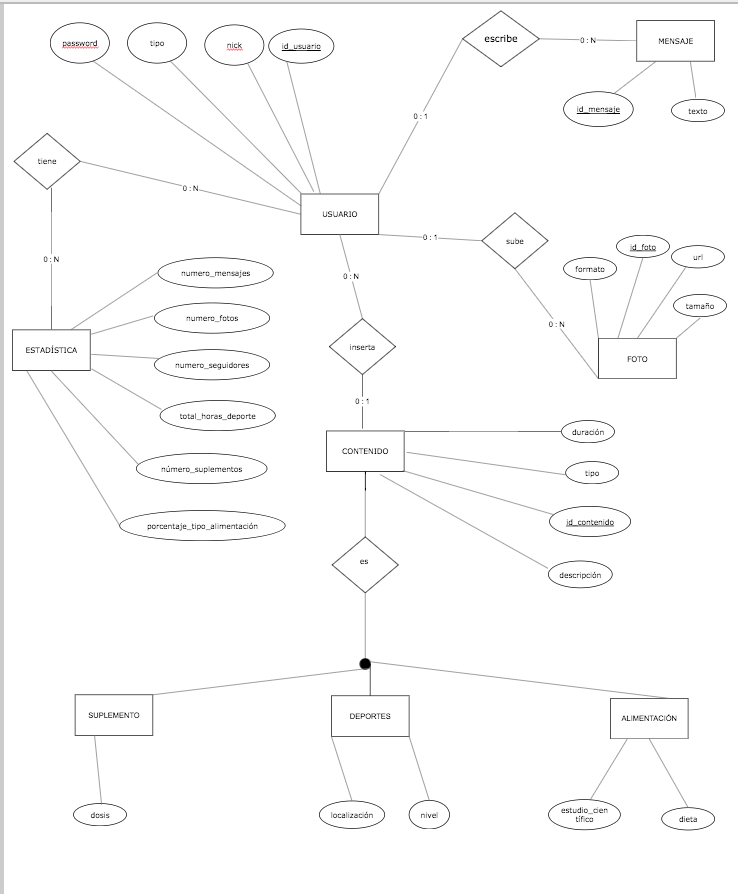 password
tipo
nick
id_usuario
escribe
0 : N
MENSAJE
id_mensaje
texto
0 : 1
tiene
0 : N
USUARIO
0 : 1
sube
id_foto
url
formato
tamaño
0 : N
0 : N
numero_mensajes
0 : N
numero_fotos
ESTADÍSTICA
inserta
FOTO
numero_seguidores
0 : 1
total_horas_deporte
duración
CONTENIDO
tipo
número_suplementos
id_contenido
porcentaje_tipo_alimentación
es
descripción
SUPLEMENTO
DEPORTES
ALIMENTACIÓN
dosis
localización
nivel
estudio_cien
tífico
dieta